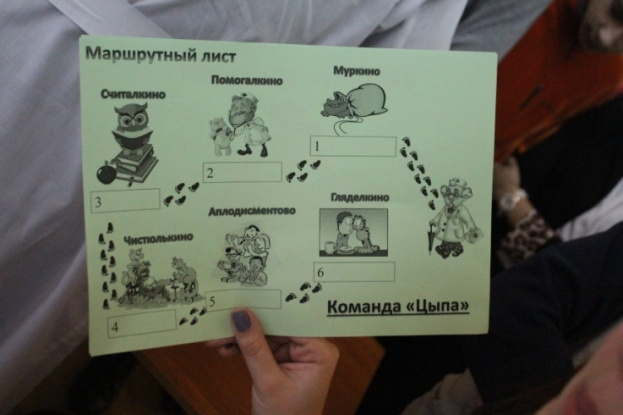 Маршрутный лист
Считалкино
Помогалкино
Муркино
3
2
1
Чистюлькино
Аплодисментово
Гляделкино
4
5
6
Команда «Цыпа»